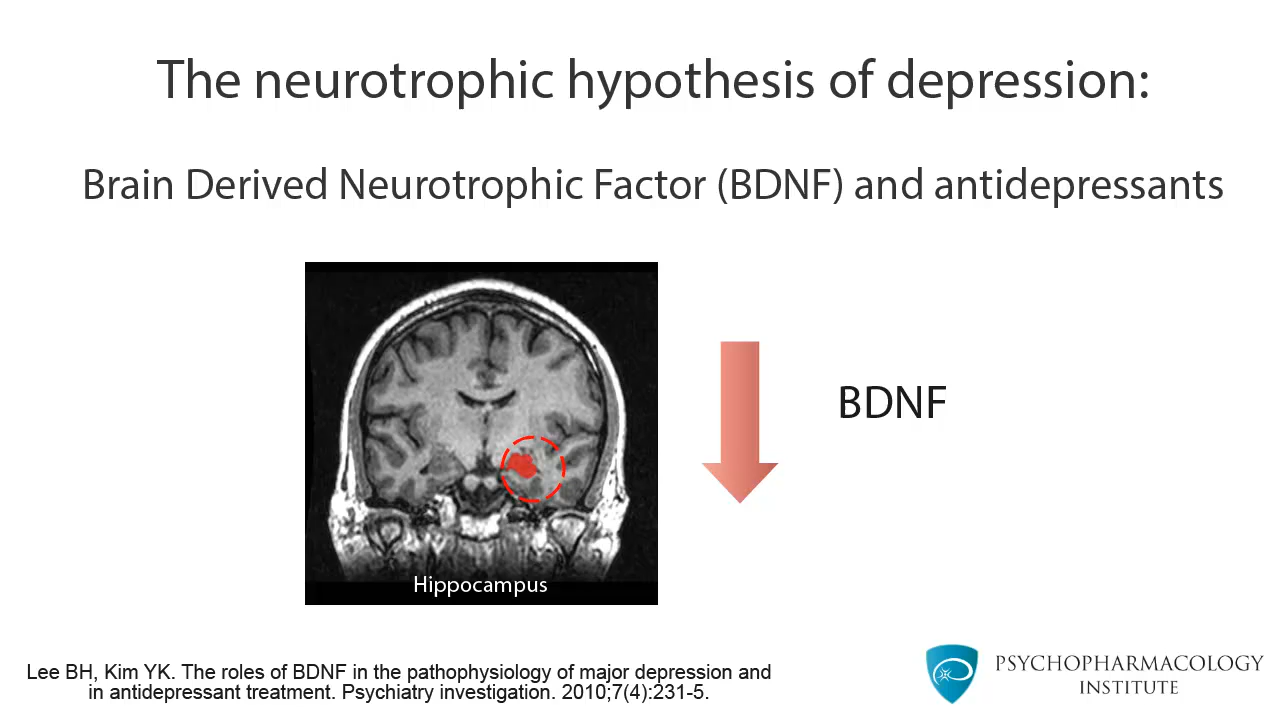 The neurotrophic hypothesis of depression:
Brain Derived Neurotrophic Factor (BDNF) and antidepressants
BDNF
Hippocampus
Lee BH, Kim YK. The roles of BDNF in the pathophysiology of major depression and
in antidepressant treatment. Psychiatry investigation. 2010;7(4):231-5.
PSYCHOPHARMACOLOGY
INSTITUTE